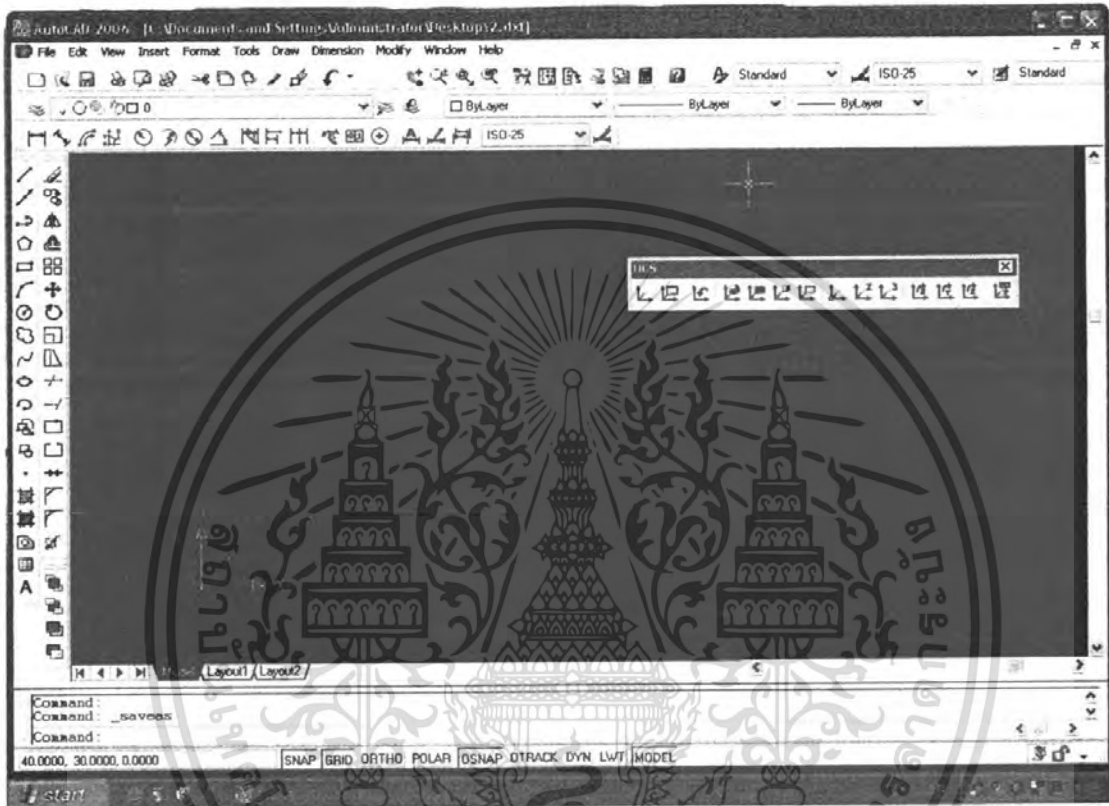 AutoCAD 2006 - [C:\Documents and Settings\Administrator\Desktop\2.dxf]
File Edit View Insert Format Tools Draw Dimension Modify Window Help
Standard ISO-25 Standard
0 ByLayer ByLayer ByLayer
ISO-25
UCS
A
Model Layout1 Layout2
Command:
Command: _saveas
Command:
40.0000, 30.0000, 0.0000 SNAP GRID ORTHO POLAR OSNAP OTRACK DYN LWT MODEL
start